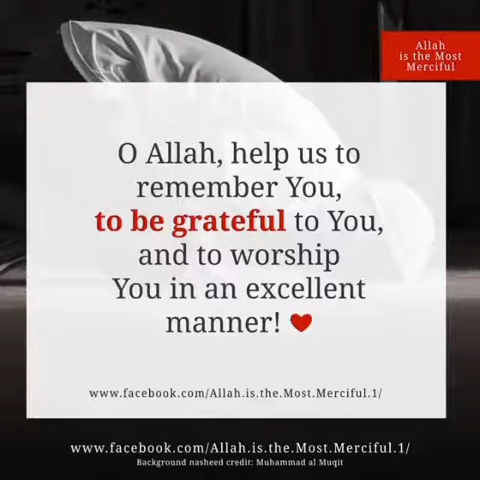 Allah
is the Most
Merciful
O Allah, help us to
remember You,
to be grateful to You,
and to worship
You in an excellent
manner! ❤
www.facebook.com/Allah.is.the.Most.Merciful.1/
www.facebook.com/Allah.is.the.Most.Merciful.1/
Background nasheed credit: Muhammad al Muqit